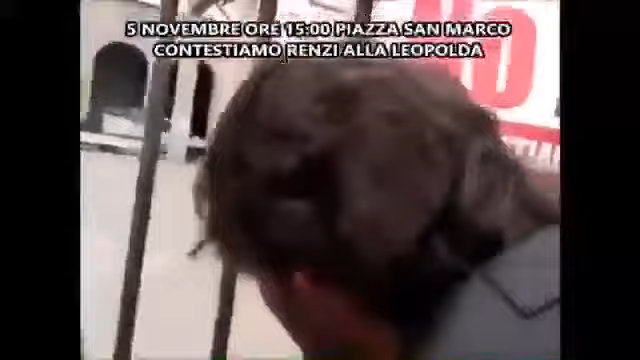 5 NOVEMBRE ORE 15:00 PIAZZA SAN MARCO
CONTESTIAMO RENZI ALLA LEOPOLDA